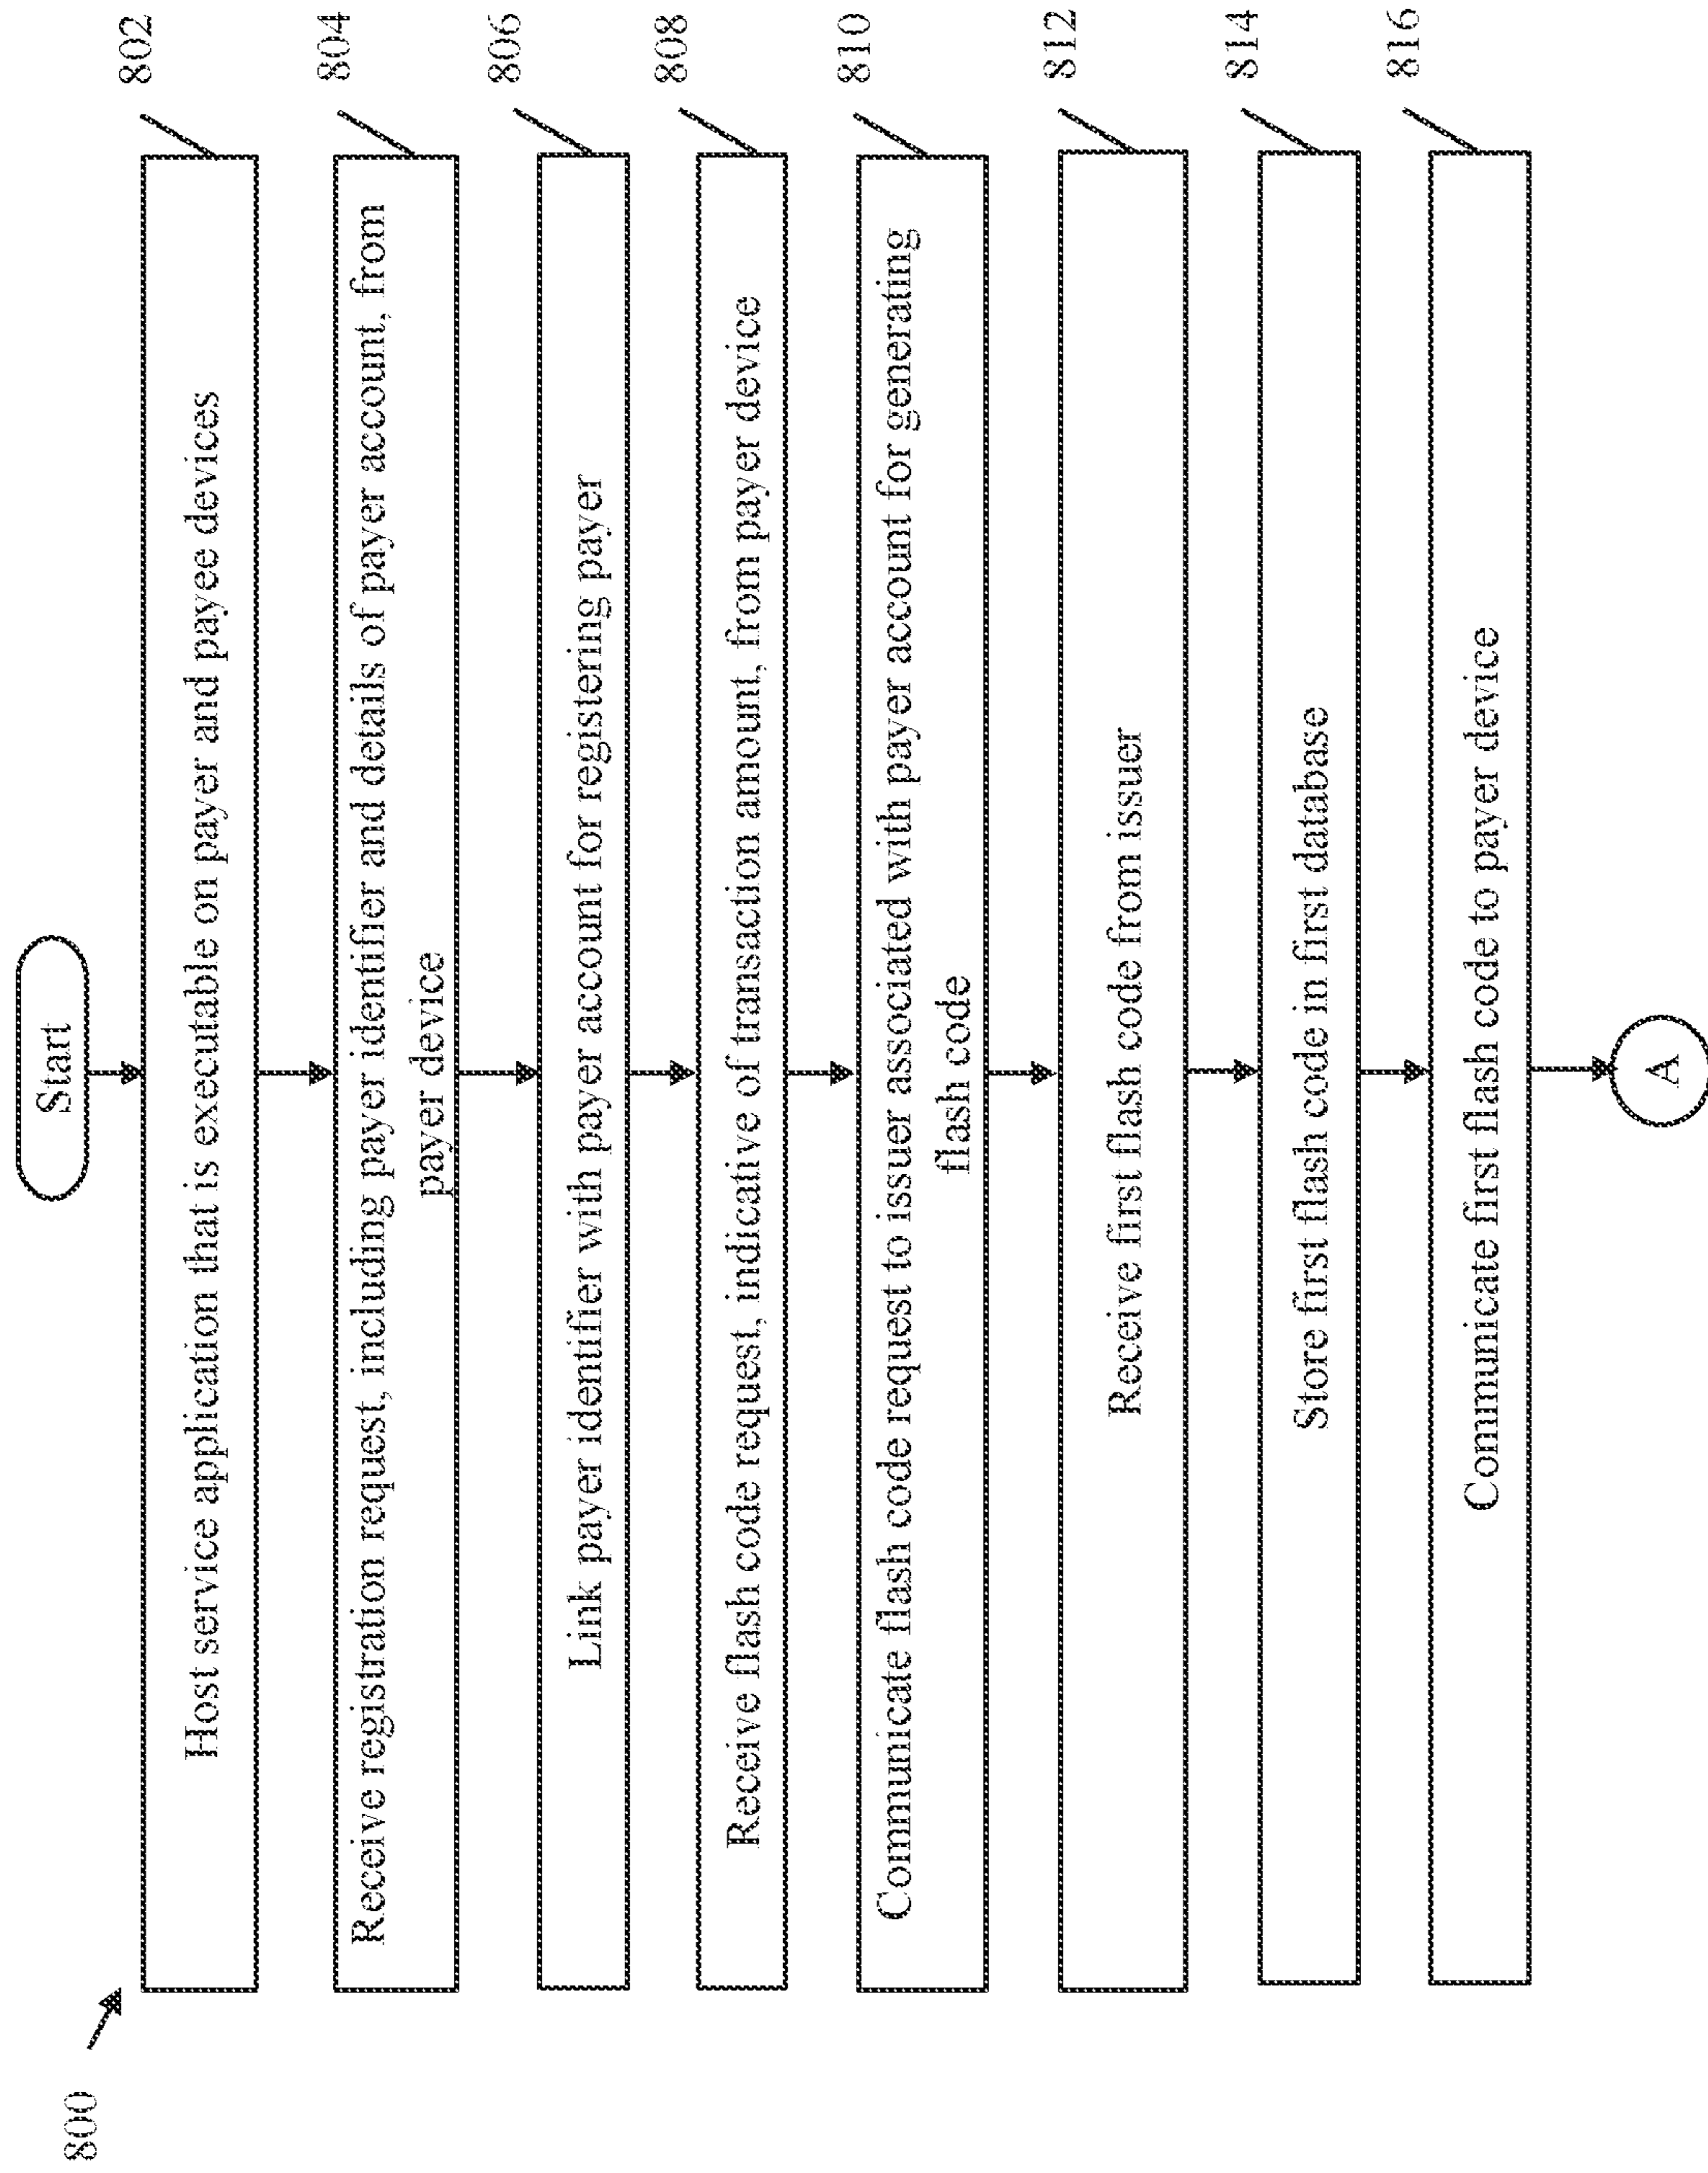 800
Start
Host service application that is executable on payer and payee devices
802
Receive registration request, including payer identifier and details of payer account, from
payer device
804
Link payer identifier with payer account for registering payer
806
Receive flash code request, indicative of transaction amount, from payer device
808
Communicate flash code request to issuer associated with payer account for generating
flash code
810
Receive first flash code from issuer
812
Store first flash code in first database
814
Communicate first flash code to payer device
816
A